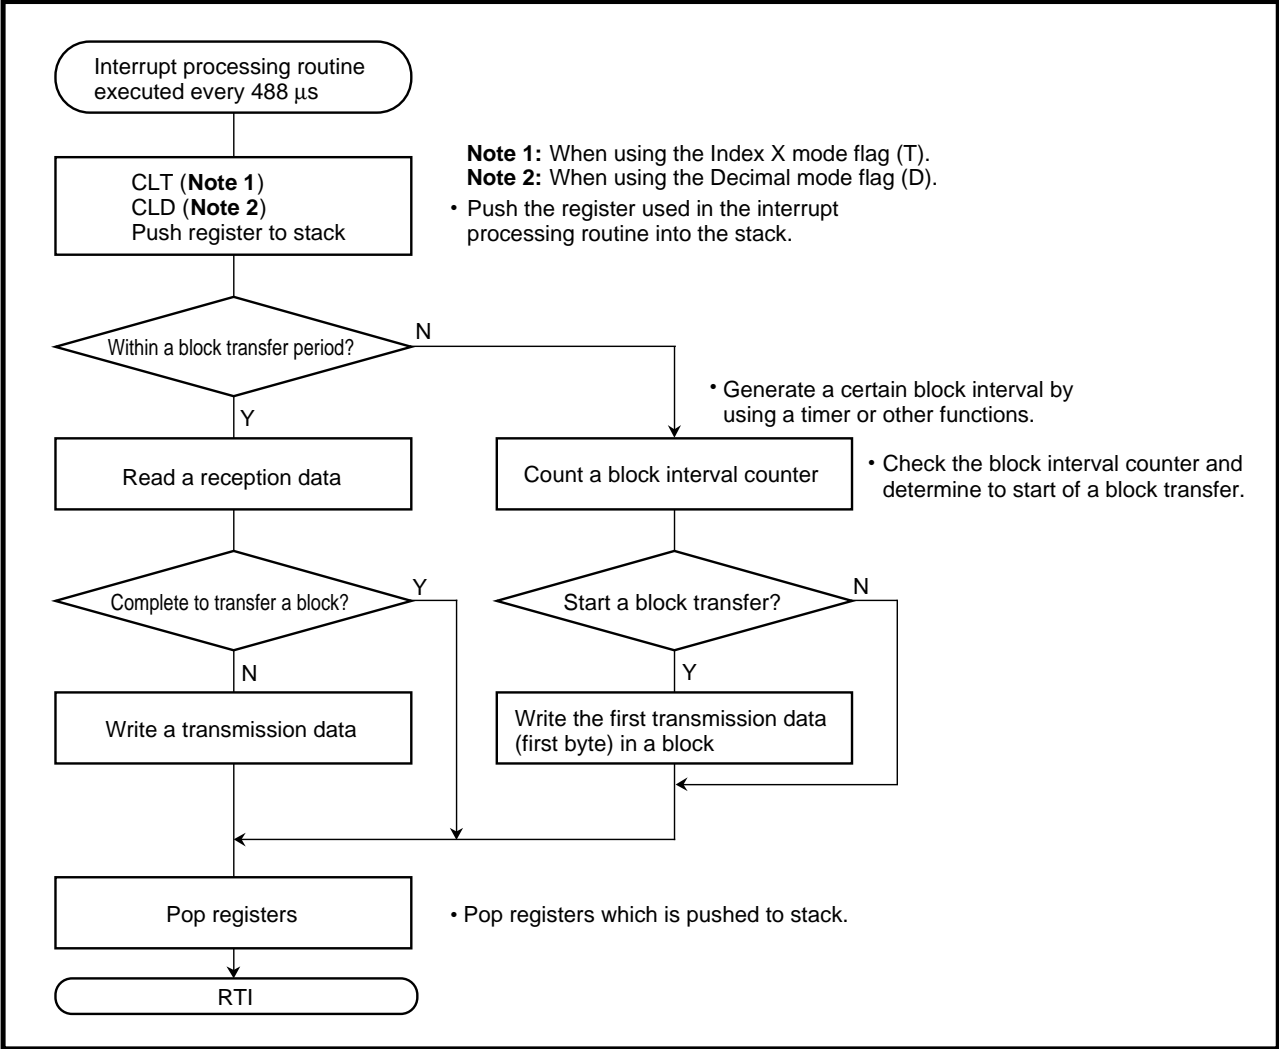 Interrupt processing routine
executed every 488 μs
CLT (Note 1)
CLD (Note 2)
Push register to stack
Note 1: When using the Index X mode flag (T).
Note 2: When using the Decimal mode flag (D).
• Push the register used in the interrupt
processing routine into the stack.
Within a block transfer period?
N
Y
• Generate a certain block interval by
using a timer or other functions.
Read a reception data
Count a block interval counter
• Check the block interval counter and
determine to start of a block transfer.
Complete to transfer a block?
Y
N
Start a block transfer?
N
Y
Write a transmission data
Write the first transmission data
(first byte) in a block
Pop registers
• Pop registers which is pushed to stack.
RTI